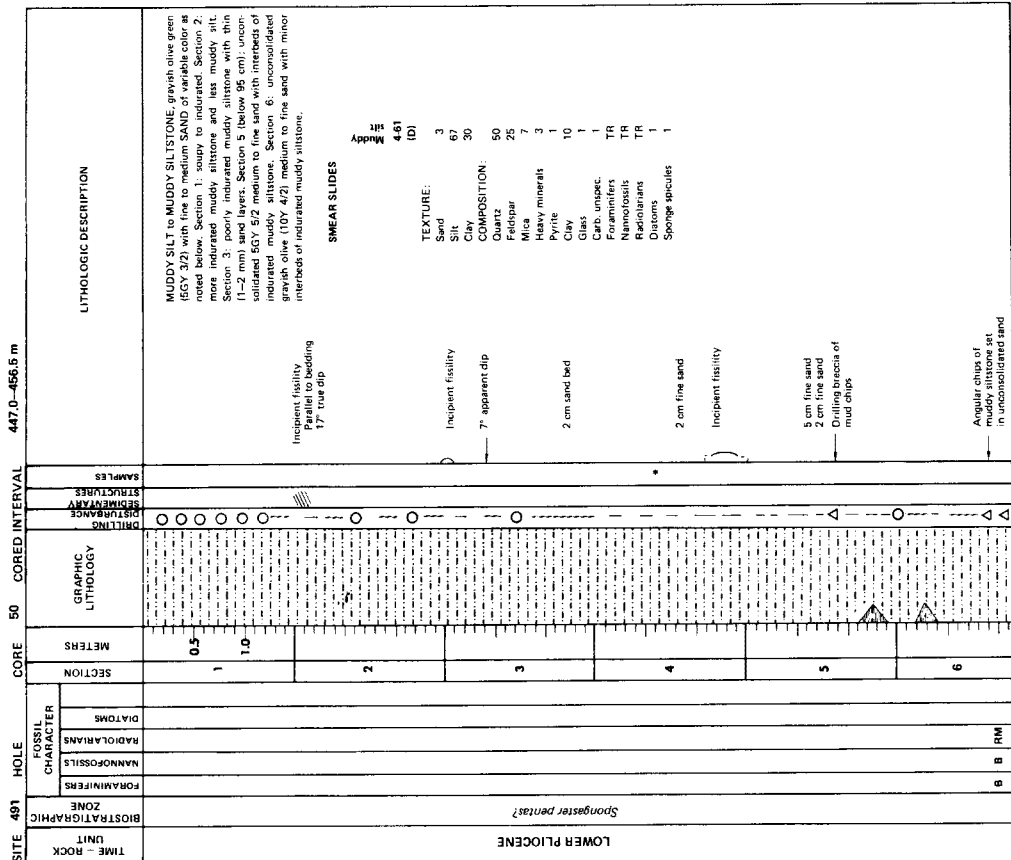 SITE 491 HOLE CORE 50 CORED INTERVAL 447.0–456.5 m
TIME – ROCK UNIT
BIOSTRATIGRAPHIC ZONE
FOSSIL CHARACTER
FORAMINIFERS
NANNOFOSSILS
RADIOLARIANS
DIATOMS
SECTION
METERS
GRAPHIC LITHOLOGY
DRILLING DISTURBANCE
SEDIMENTARY STRUCTURES
SAMPLES
LITHOLOGIC DESCRIPTION
LOWER PLIOCENE
Spongaster pentas?
B
B
RM
1
2
3
4
5
6
0.5
1.0
*
Incipient fissility
Parallel to bedding
17° true dip
Incipient fissility
7° apparent dip
2 cm sand bed
2 cm fine sand
Incipient fissility
5 cm fine sand
2 cm fine sand
Drilling breccia of
mud chips
Angular chips of
muddy siltstone set
in unconsolidated sand
MUDDY SILT to MUDDY SILTSTONE, grayish olive green
(5GY 3/2) with fine to medium SAND of variable color as
noted below. Section 1: soupy to indurated. Section 2:
more indurated muddy siltstone and less muddy silt.
Section 3: poorly indurated muddy siltstone with thin
(1–2 mm) sand layers. Section 5 (below 95 cm): uncon-
solidated 5GY 5/2 medium to fine sand with interbeds of
indurated muddy siltstone. Section 6: unconsolidated
grayish olive (10Y 4/2) medium to fine sand with minor
interbeds of indurated muddy siltstone.
SMEAR SLIDES
Muddy
silt
4-61
(D)
TEXTURE:
Sand 3
Silt 67
Clay 30
COMPOSITION:
Quartz 50
Feldspar 25
Mica 7
Heavy minerals 3
Pyrite 1
Clay 10
Glass 1
Carb. unspec. 1
Foraminifers TR
Nannofossils TR
Radiolarians TR
Diatoms 1
Sponge spicules 1